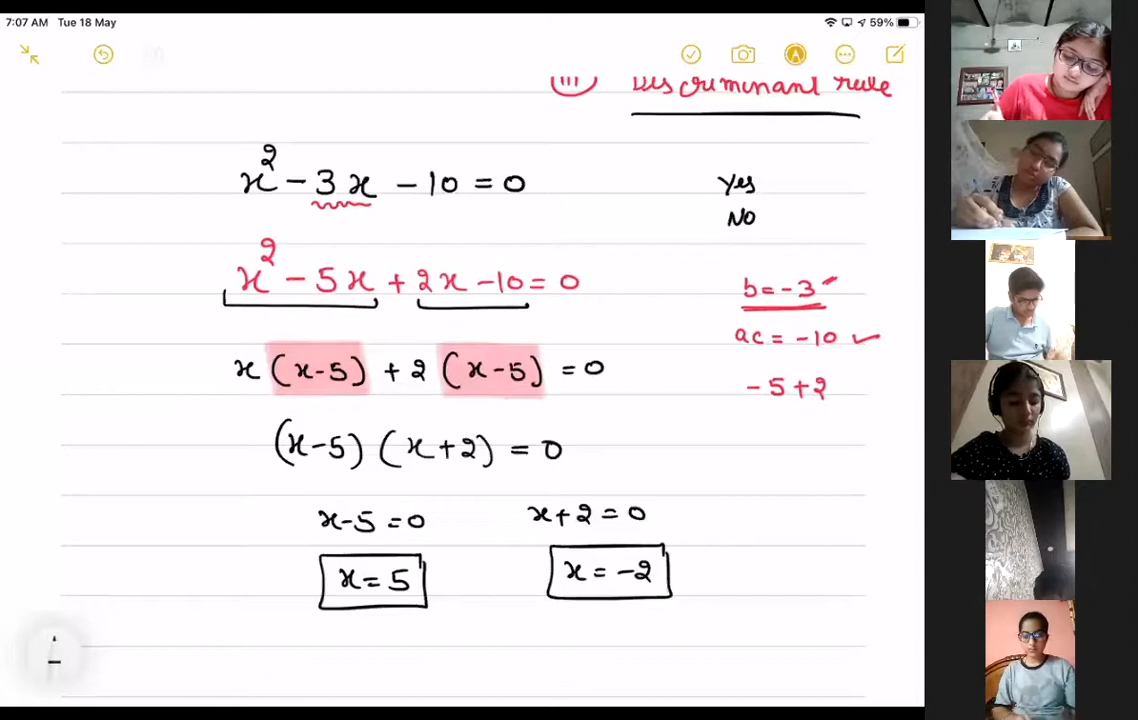 7:07 AM Tue 18 May 59%
(III) Discriminant rule
x² - 3x - 10 = 0
Yes
No
x² - 5x + 2x - 10 = 0
b = -3 ✓
ac = -10 ✓
x (x-5) + 2 (x-5) = 0
-5+2
(x-5) (x+2) = 0
x-5 = 0 x+2 = 0
x = 5 x = -2